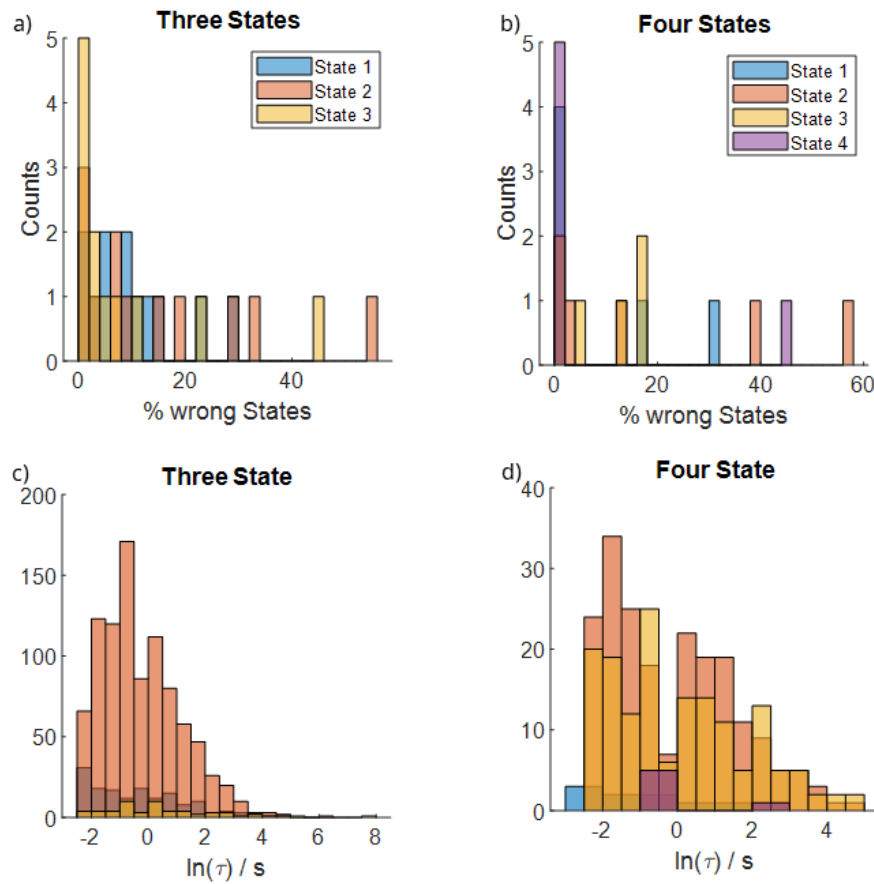 a)
Three States
5
4
3
2
1
0
Counts
State 1
State 2
State 3
0
20
40
% wrong States
b)
Four States
5
4
3
2
1
0
Counts
State 1
State 2
State 3
State 4
0
20
40
60
% wrong States
c)
Three State
200
150
100
50
0
-2
0
2
4
6
8
ln(τ) / s
d)
Four State
40
30
20
10
0
-2
0
2
4
ln(τ) / s